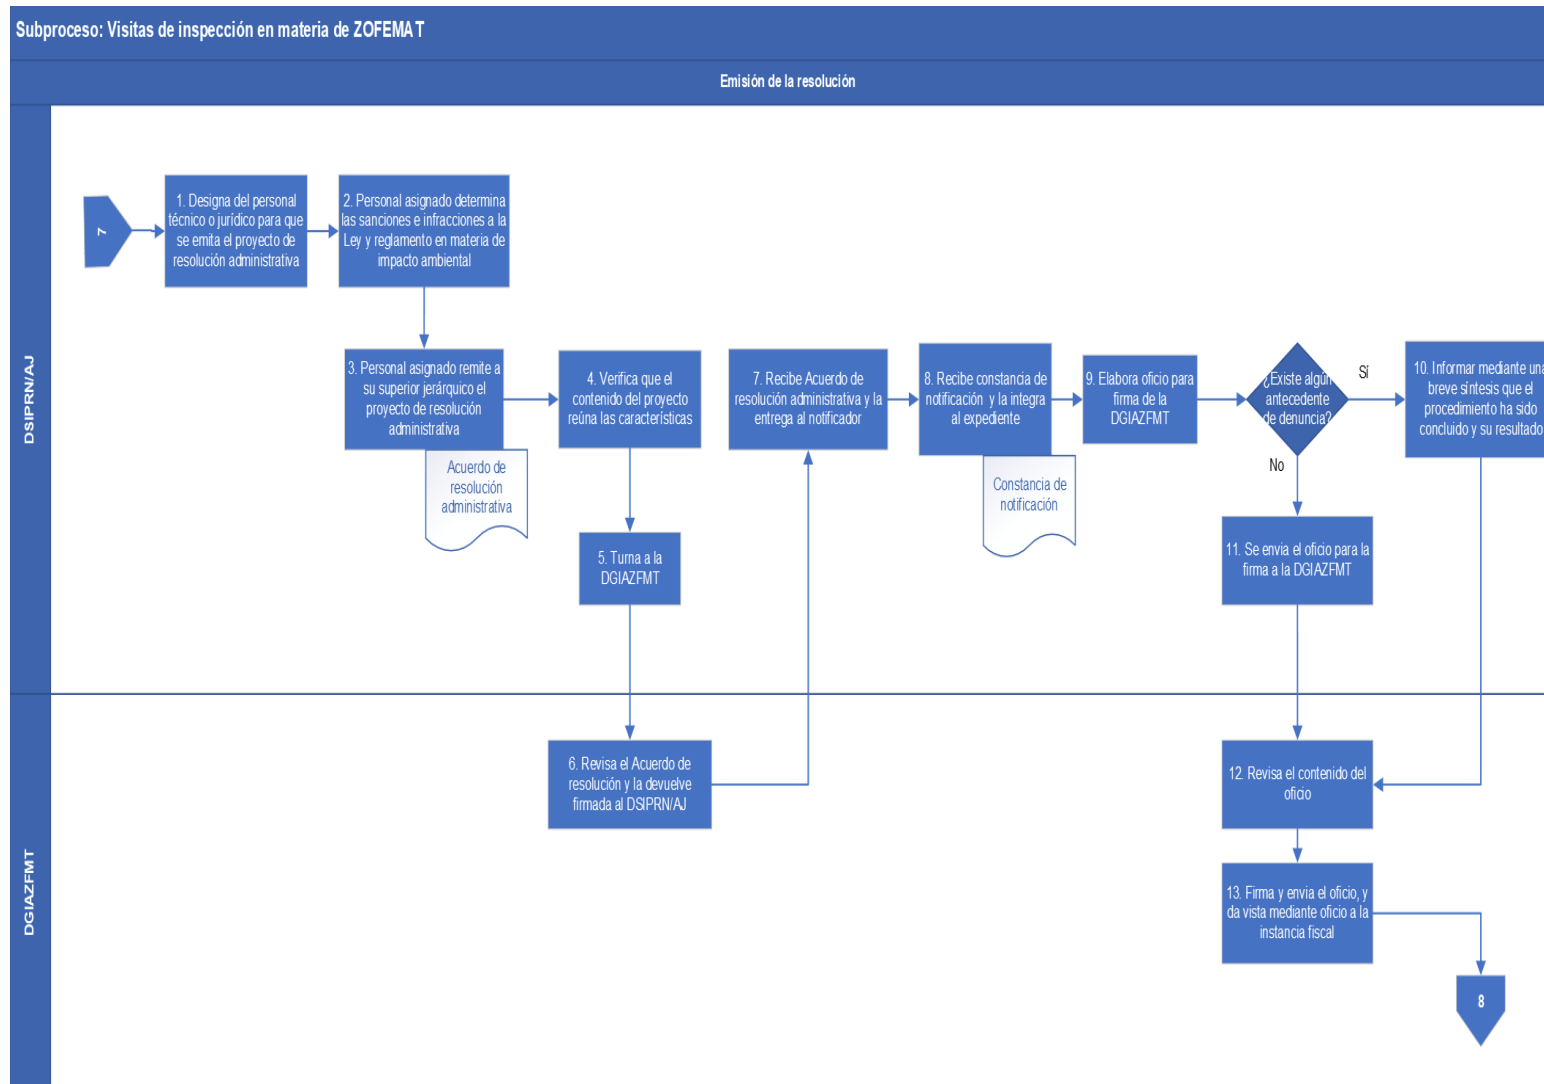 Subproceso: Visitas de inspección en materia de ZOFEMAT
Emisión de la resolución
DSIPRN/AJ
7
1. Designa del personal
técnico o jurídico para que
se emita el proyecto de
resolución administrativa
2. Personal asignado determina
las sanciones e infracciones a la
Ley y reglamento en materia de
impacto ambiental
3. Personal asignado remite a
su superior jerárquico el
proyecto de resolución
administrativa
Acuerdo de
resolución
administrativa
4. Verifica que el
contenido del proyecto
reúna las características
5. Turna a la
DGIAZFMT
7. Recibe Acuerdo de
resolución administrativa y la
entrega al notificador
8. Recibe constancia de
notificación y la integra
al expediente
Constancia de
notificación
9. Elabora oficio para
firma de la
DGIAZFMT
¿Existe algún
antecedente
de denuncia?
Sí
No
10. Informar mediante una
breve síntesis que el
procedimiento ha sido
concluido y su resultado
11. Se envia el oficio para la
firma a la DGIAZFMT
DGIAZFMT
6. Revisa el Acuerdo de
resolución y la devuelve
firmada al DSIPRN/AJ
12. Revisa el contenido del
oficio
13. Firma y envia el oficio, y
da vista mediante oficio a la
instancia fiscal
8